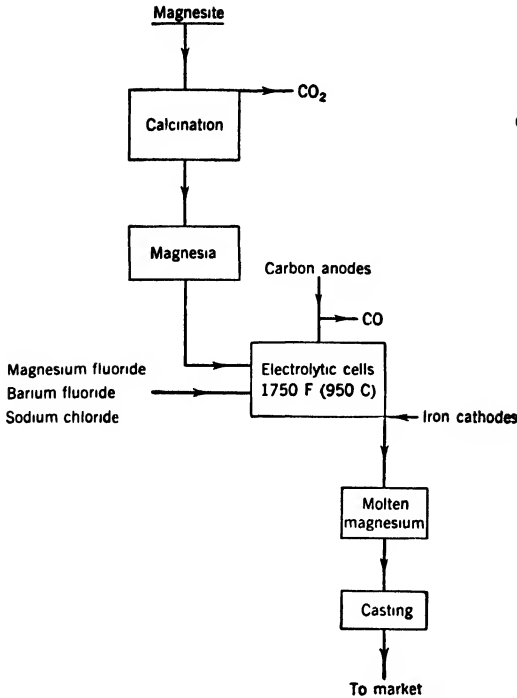 Magnesite
CO₂
Calcination
Magnesia
Carbon anodes
CO
Magnesium fluoride
Barium fluoride
Sodium chloride
Electrolytic cells
1750 F (950 C)
Iron cathodes
Molten
magnesium
Casting
To market